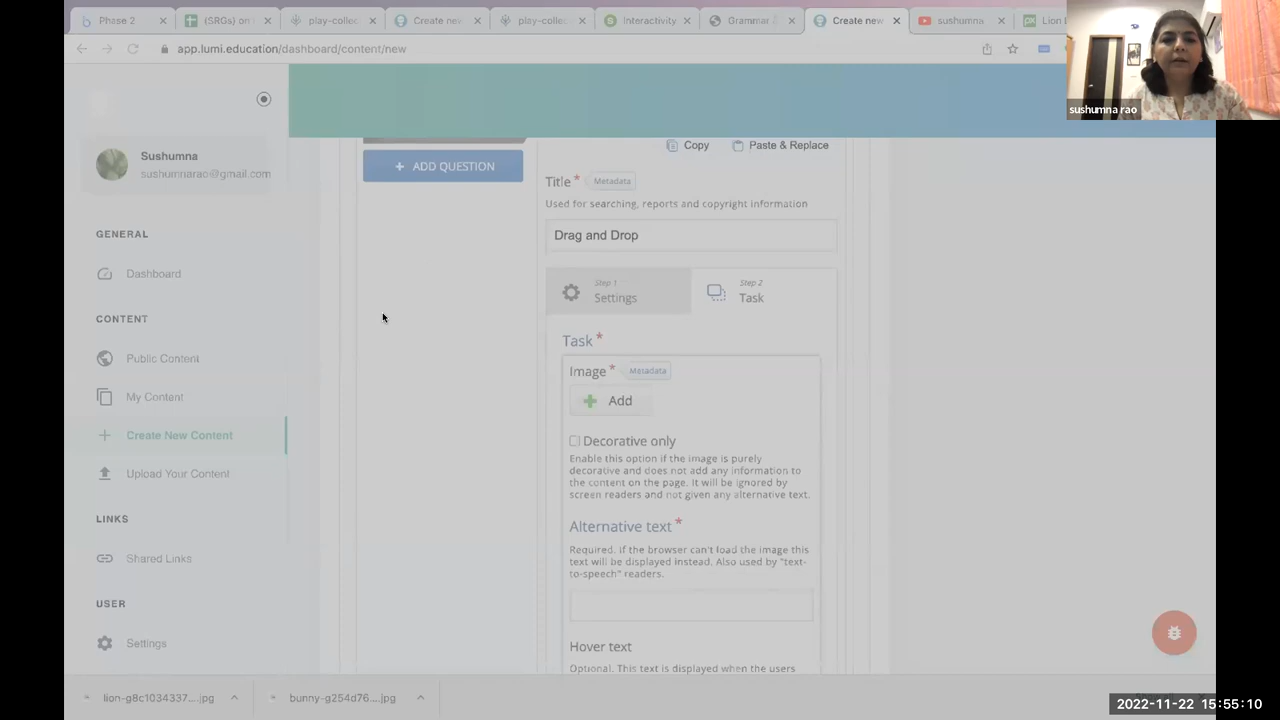 Phase 2
(SRGs) on
play-collec
Create new
play-collec
Interactivity
Grammar
Create new
sushumna
Lion
app.lumi.education/dashboard/content/new
sushumna rao
Sushumna
sushumnarao@gmail.com
GENERAL
Dashboard
CONTENT
Public Content
My Content
Create New Content
Upload Your Content
LINKS
Shared Links
USER
Settings
+ ADD QUESTION
Copy
Paste & Replace
Title *
Metadata
Used for searching, reports and copyright information
Drag and Drop
Step 1
Settings
Step 2
Task
Task *
Image *
Metadata
Add
Decorative only
Enable this option if the image is purely
decorative and does not add any information to
the content on the page. It will be ignored by
screen readers and not given any alternative text.
Alternative text *
Required. If the browser can't load the image this
text will be displayed instead. Also used by "text-
to-speech" readers.
Hover text
Optional. This text is displayed when the users
lion-g8c1034337....jpg
bunny-g254d76....jpg
2022-11-22 15:55:10